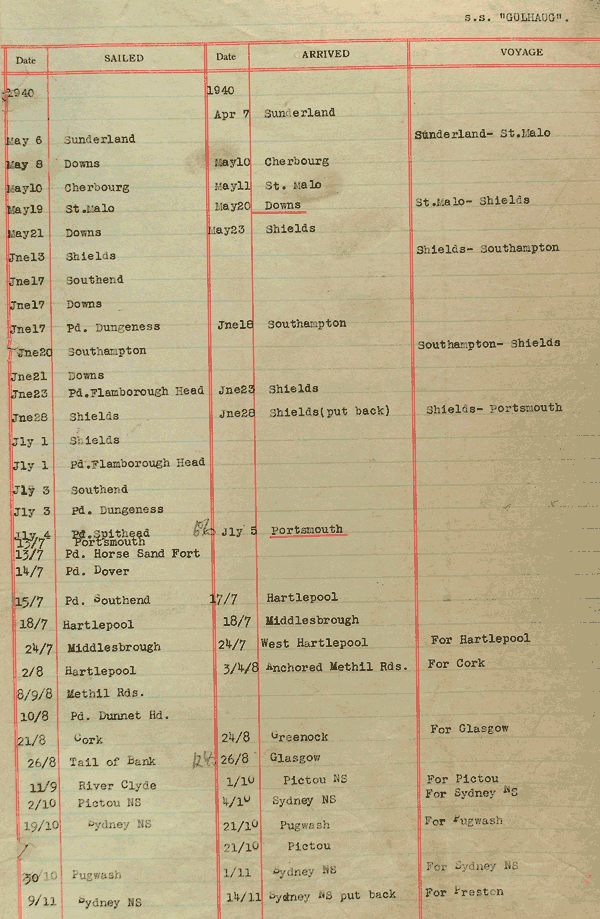 s.s. "GULHAUG".
Date SAILED Date ARRIVED VOYAGE
1940 1940
Apr 7 Sunderland
May 6 Sunderland Sunderland- St.Malo
May 8 Downs May10 Cherbourg
May10 Cherbourg May11 St. Malo
May19 St.Malo May20 Downs St.Malo- Shields
May21 Downs May23 Shields
Jne13 Shields Shields- Southampton
Jne17 Southend
Jne17 Downs
Jne17 Pd. Dungeness Jne18 Southampton
Jne20 Southampton Southampton- Shields
Jne21 Downs
Jne23 Pd.Flamborough Head Jne23 Shields
Jne28 Shields Jne28 Shields(put back) Shields- Portsmouth
Jly 1 Shields
Jly 1 Pd.Flamborough Head
Jly 3 Southend
Jly 3 Pd. Dungeness
Jly 4 Pd.Spithead Jly 5 Portsmouth
13/7 Portsmouth
13/7 Pd. Horse Sand Fort
14/7 Pd. Dover
15/7 Pd. Southend 17/7 Hartlepool
18/7 Hartlepool 18/7 Middlesbrough
24/7 Middlesbrough 24/7 West Hartlepool For Hartlepool
2/8 Hartlepool 3/4/8 Anchored Methil Rds. For Cork
8/9/8 Methil Rds.
10/8 Pd. Dunnet Hd.
21/8 Cork 24/8 Greenock For Glasgow
26/8 Tail of Bank 26/8 Glasgow
11/9 River Clyde 1/10 Pictou NS For Pictou
2/10 Pictou NS 4/10 Sydney NS For Sydney NS
19/10 Sydney NS 21/10 Pugwash For Pugwash
21/10 Pictou
30/10 Pugwash 1/11 Sydney NS For Sydney NS
9/11 Sydney NS 14/11 Sydney NS put back For Preston